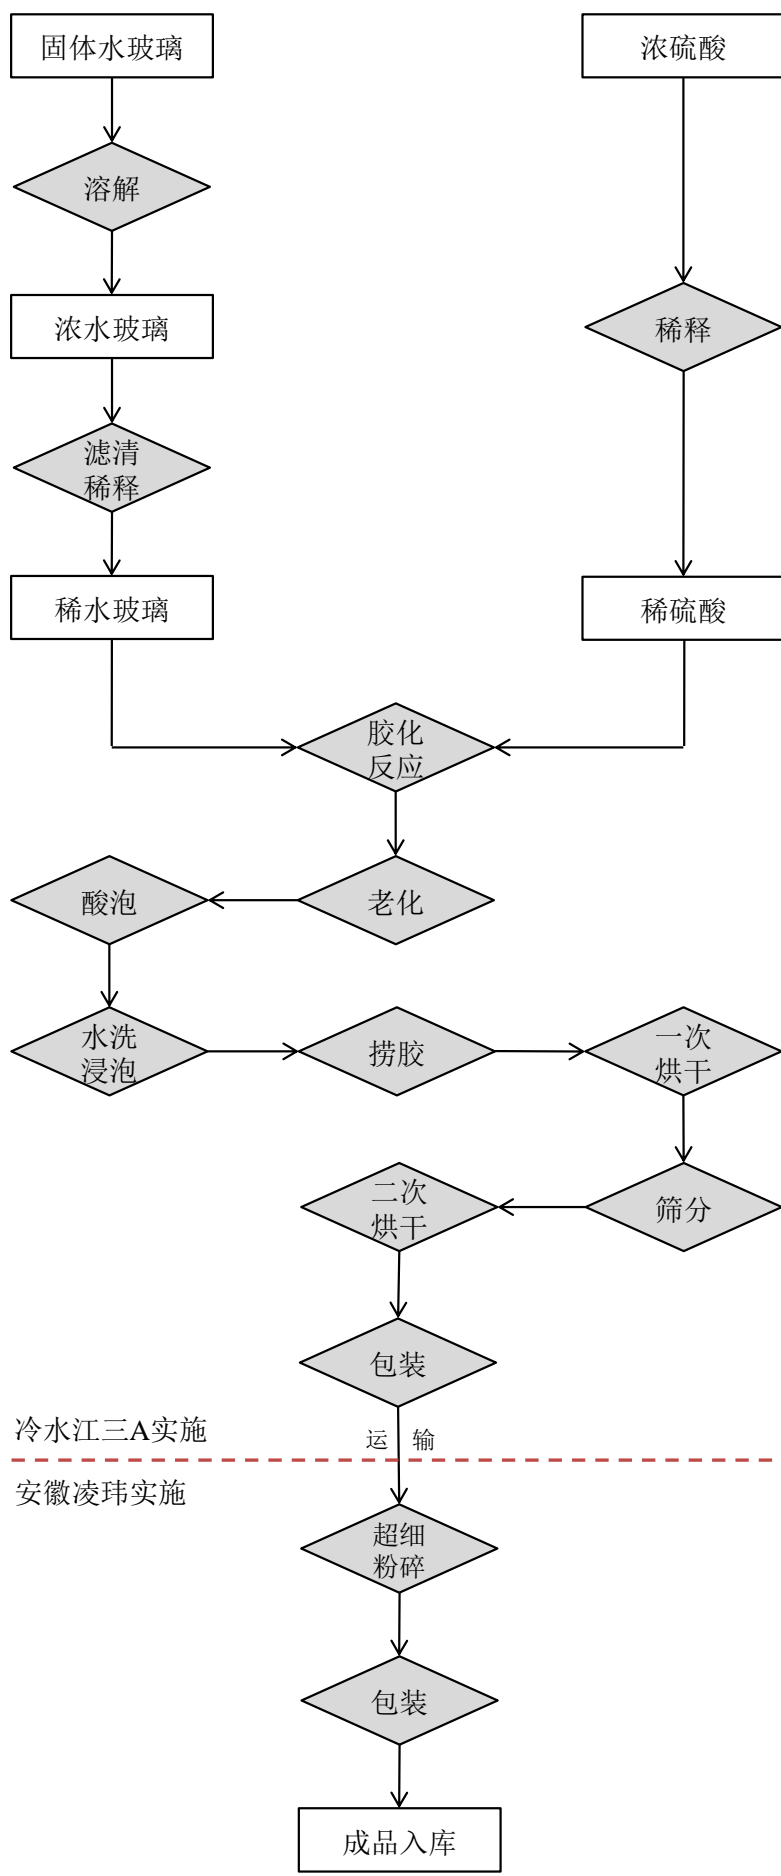 固体水玻璃
浓硫酸
溶解
浓水玻璃
稀释
滤清
稀释
稀水玻璃
稀硫酸
胶化
反应
酸泡
老化
水洗
浸泡
捞胶
一次
烘干
二次
烘干
筛分
包装
冷水江三A实施
运 输
安徽凌玮实施
超细
粉碎
包装
成品入库